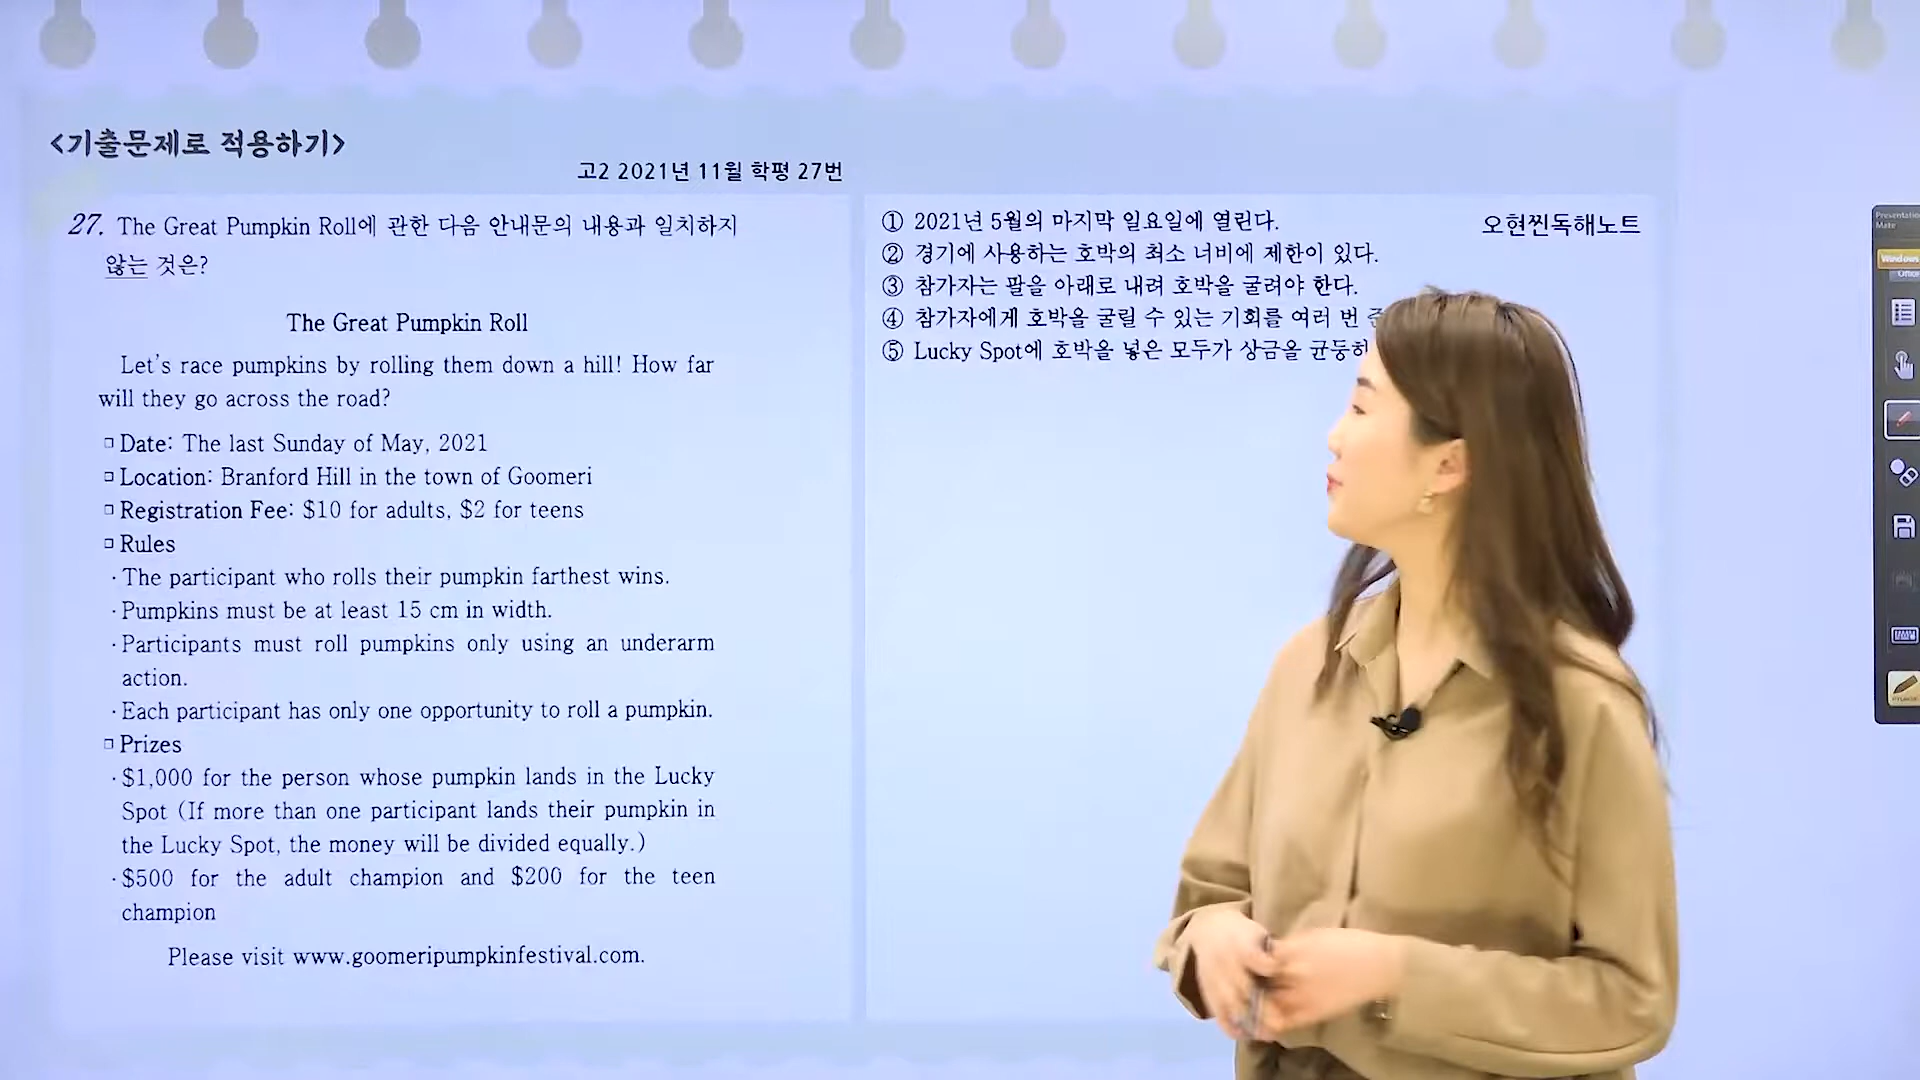 <기출문제로 적용하기>
고2 2021년 11월 학평 27번
27. The Great Pumpkin Roll에 관한 다음 안내문의 내용과 일치하지
않는 것은?
The Great Pumpkin Roll
Let's race pumpkins by rolling them down a hill! How far
will they go across the road?
□ Date: The last Sunday of May, 2021
□ Location: Branford Hill in the town of Goomeri
□ Registration Fee: $10 for adults, $2 for teens
□ Rules
· The participant who rolls their pumpkin farthest wins.
· Pumpkins must be at least 15 cm in width.
· Participants must roll pumpkins only using an underarm
action.
· Each participant has only one opportunity to roll a pumpkin.
□ Prizes
· $1,000 for the person whose pumpkin lands in the Lucky
Spot (If more than one participant lands their pumpkin in
the Lucky Spot, the money will be divided equally.)
· $500 for the adult champion and $200 for the teen
champion
Please visit www.goomeripumpkinfestival.com.
① 2021년 5월의 마지막 일요일에 열린다.
② 경기에 사용하는 호박의 최소 너비에 제한이 있다.
③ 참가자는 팔을 아래로 내려 호박을 굴려야 한다.
④ 참가자에게 호박을 굴릴 수 있는 기회를 여러 번
⑤ Lucky Spot에 호박을 넣은 모두가 상금을
오현찐독해노트
Presentation
Mate
Windows